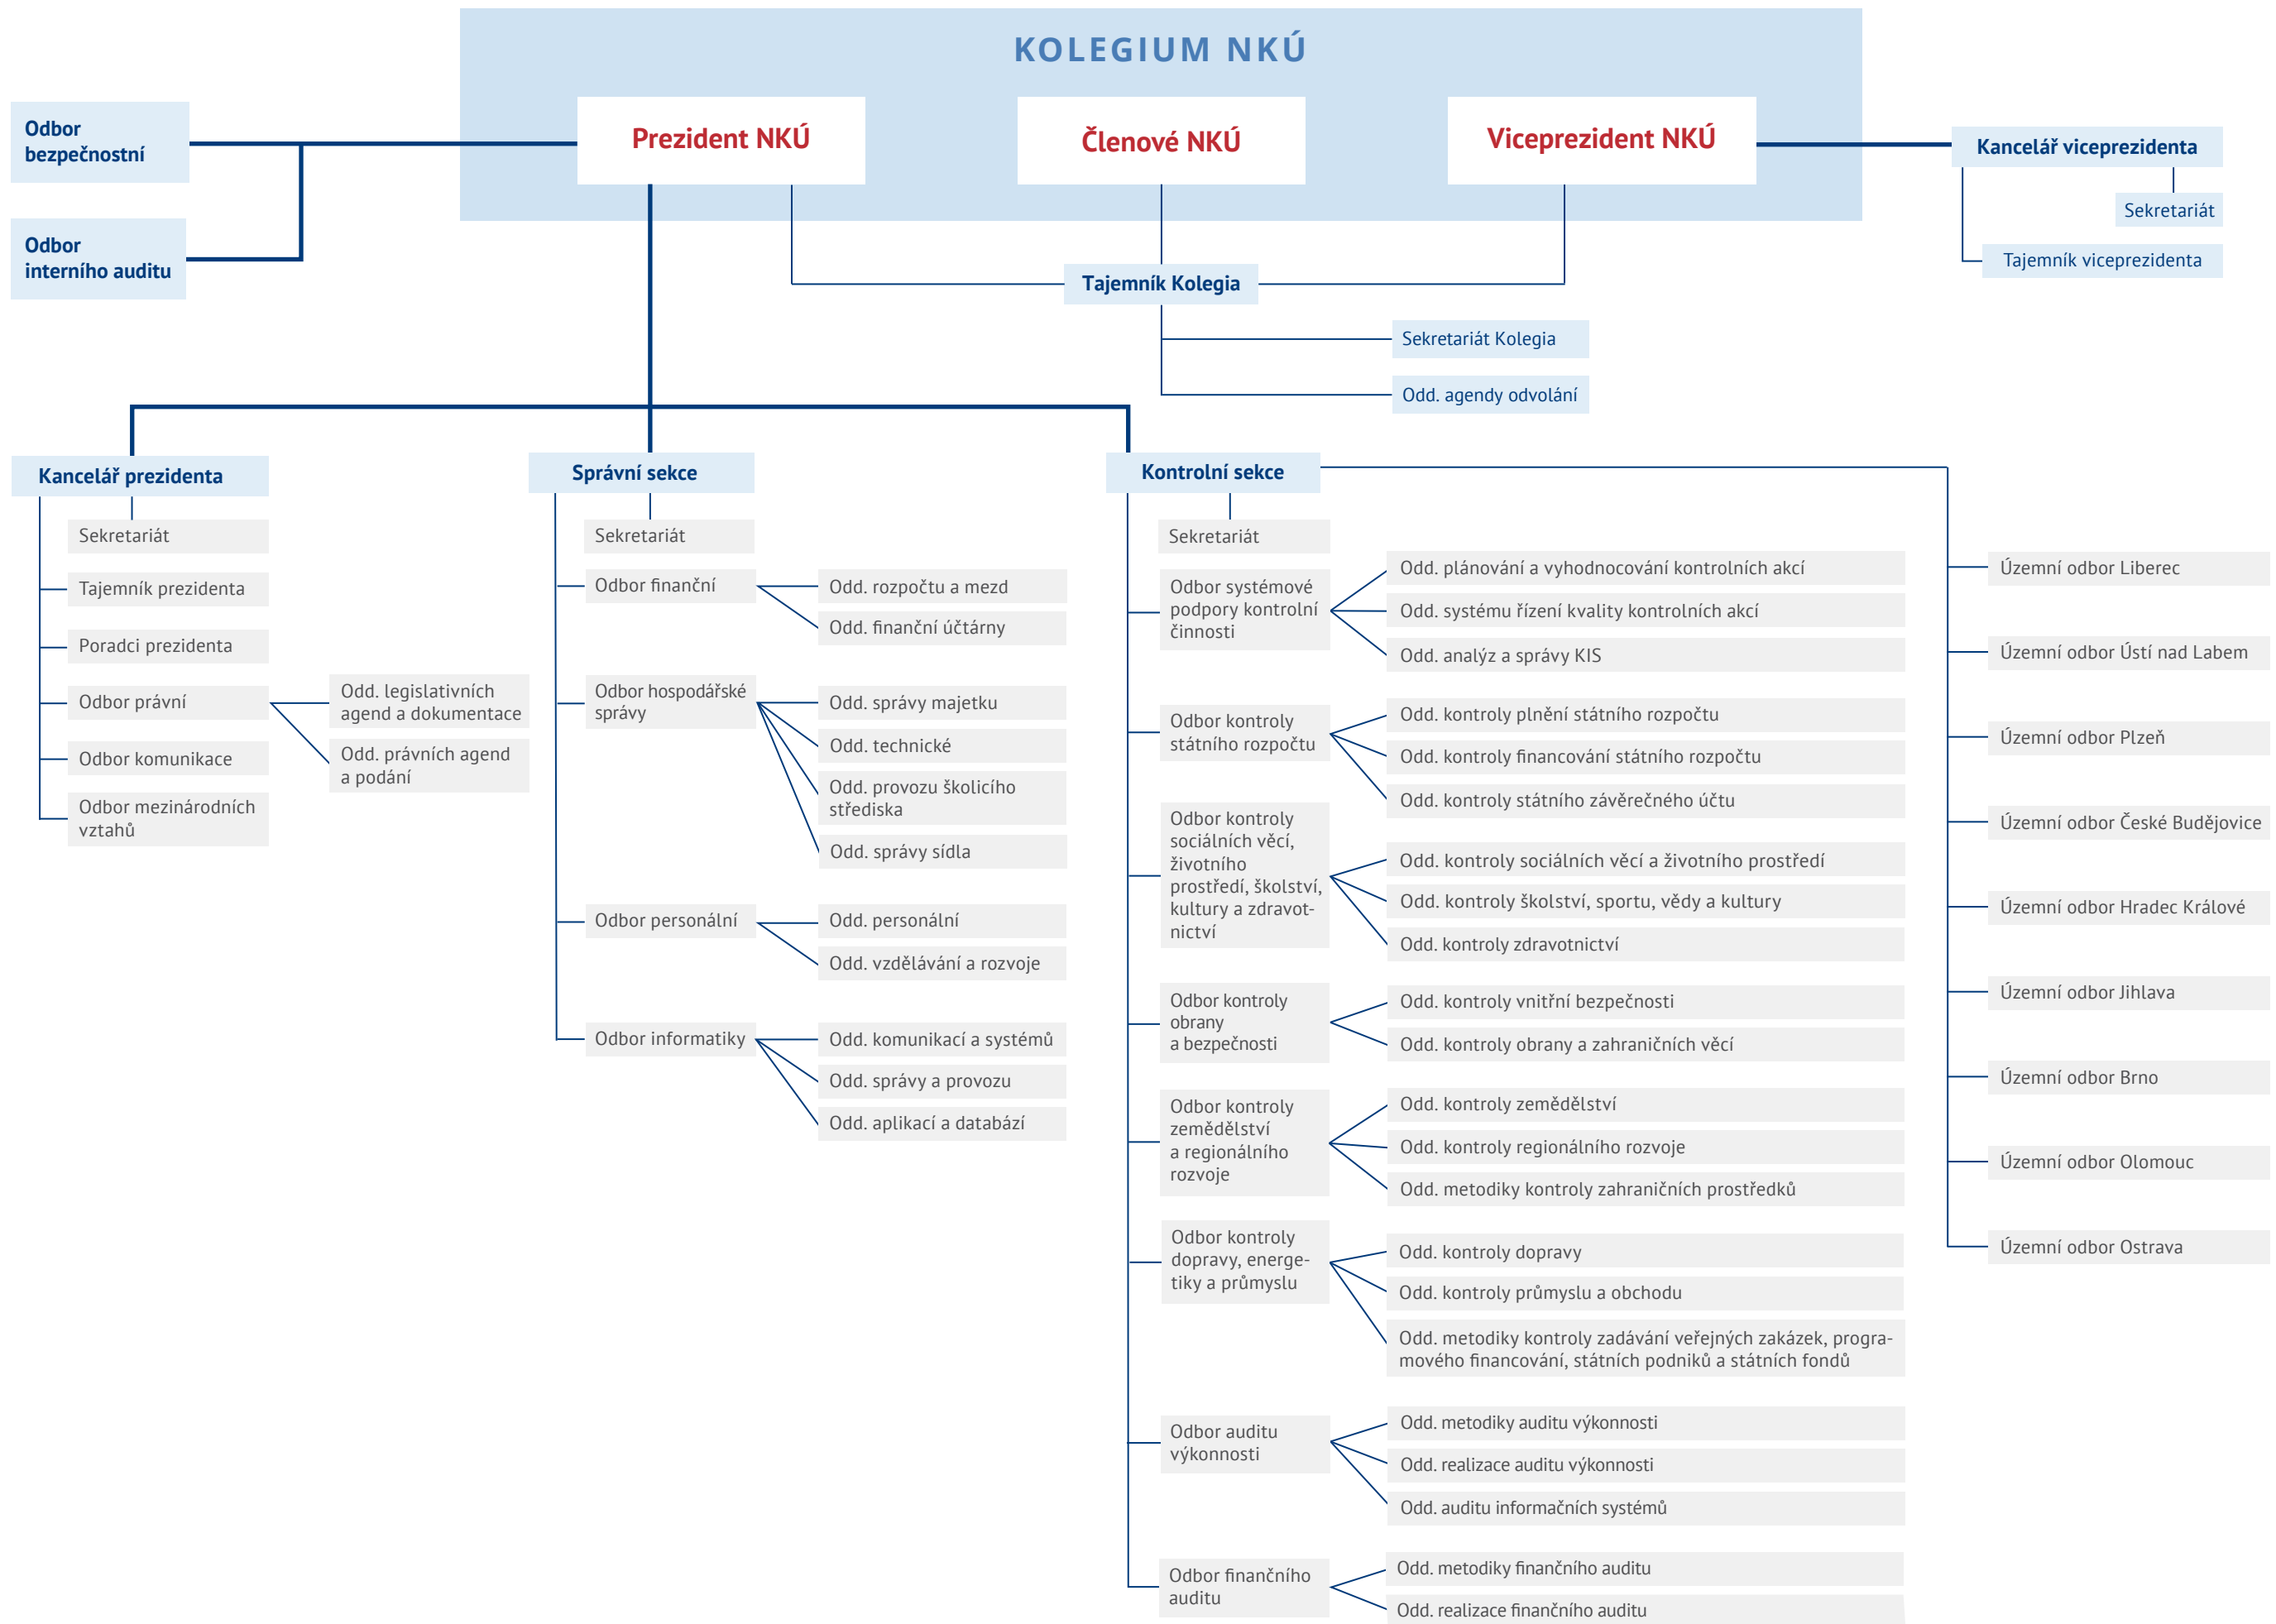 KOLEGIUM NKÚ
Prezident NKÚ
Členové NKÚ
Viceprezident NKÚ
Odbor
bezpečnostní
Odbor
interního auditu
Kancelář viceprezidenta
Sekretariát
Tajemník viceprezidenta
Tajemník Kolegia
Sekretariát Kolegia
Odd. agendy odvolání
Kancelář prezidenta
Sekretariát
Tajemník prezidenta
Poradci prezidenta
Odbor právní
Odd. legislativních
agend a dokumentace
Odd. právních agend
a podání
Odbor komunikace
Odbor mezinárodních
vztahů
Správní sekce
Sekretariát
Odbor finanční
Odd. rozpočtu a mezd
Odd. finanční účtárny
Odbor hospodářské
správy
Odd. správy majetku
Odd. technické
Odd. provozu školicího
střediska
Odd. správy sídla
Odbor personální
Odd. personální
Odd. vzdělávání a rozvoje
Odbor informatiky
Odd. komunikací a systémů
Odd. správy a provozu
Odd. aplikací a databází
Kontrolní sekce
Sekretariát
Odbor systémové
podpory kontrolní
činnosti
Odd. plánování a vyhodnocování kontrolních akcí
Odd. systému řízení kvality kontrolních akcí
Odd. analýz a správy KIS
Odbor kontroly
státního rozpočtu
Odd. kontroly plnění státního rozpočtu
Odd. kontroly financování státního rozpočtu
Odd. kontroly státního závěrečného účtu
Odbor kontroly
sociálních věcí,
životního
prostředí, školství,
kultury a zdravot-
nictví
Odd. kontroly sociálních věcí a životního prostředí
Odd. kontroly školství, sportu, vědy a kultury
Odd. kontroly zdravotnictví
Odbor kontroly
obrany
a bezpečnosti
Odd. kontroly vnitřní bezpečnosti
Odd. kontroly obrany a zahraničních věcí
Odbor kontroly
zemědělství
a regionálního
rozvoje
Odd. kontroly zemědělství
Odd. kontroly regionálního rozvoje
Odd. metodiky kontroly zahraničních prostředků
Odbor kontroly
dopravy, energe-
tiky a průmyslu
Odd. kontroly dopravy
Odd. kontroly průmyslu a obchodu
Odd. metodiky kontroly zadávání veřejných zakázek, progra-
mového financování, státních podniků a státních fondů
Odbor auditu
výkonnosti
Odd. metodiky auditu výkonnosti
Odd. realizace auditu výkonnosti
Odd. auditu informačních systémů
Odbor finančního
auditu
Odd. metodiky finančního auditu
Odd. realizace finančního auditu
Územní odbor Liberec
Územní odbor Ústí nad Labem
Územní odbor Plzeň
Územní odbor České Budějovice
Územní odbor Hradec Králové
Územní odbor Jihlava
Územní odbor Brno
Územní odbor Olomouc
Územní odbor Ostrava